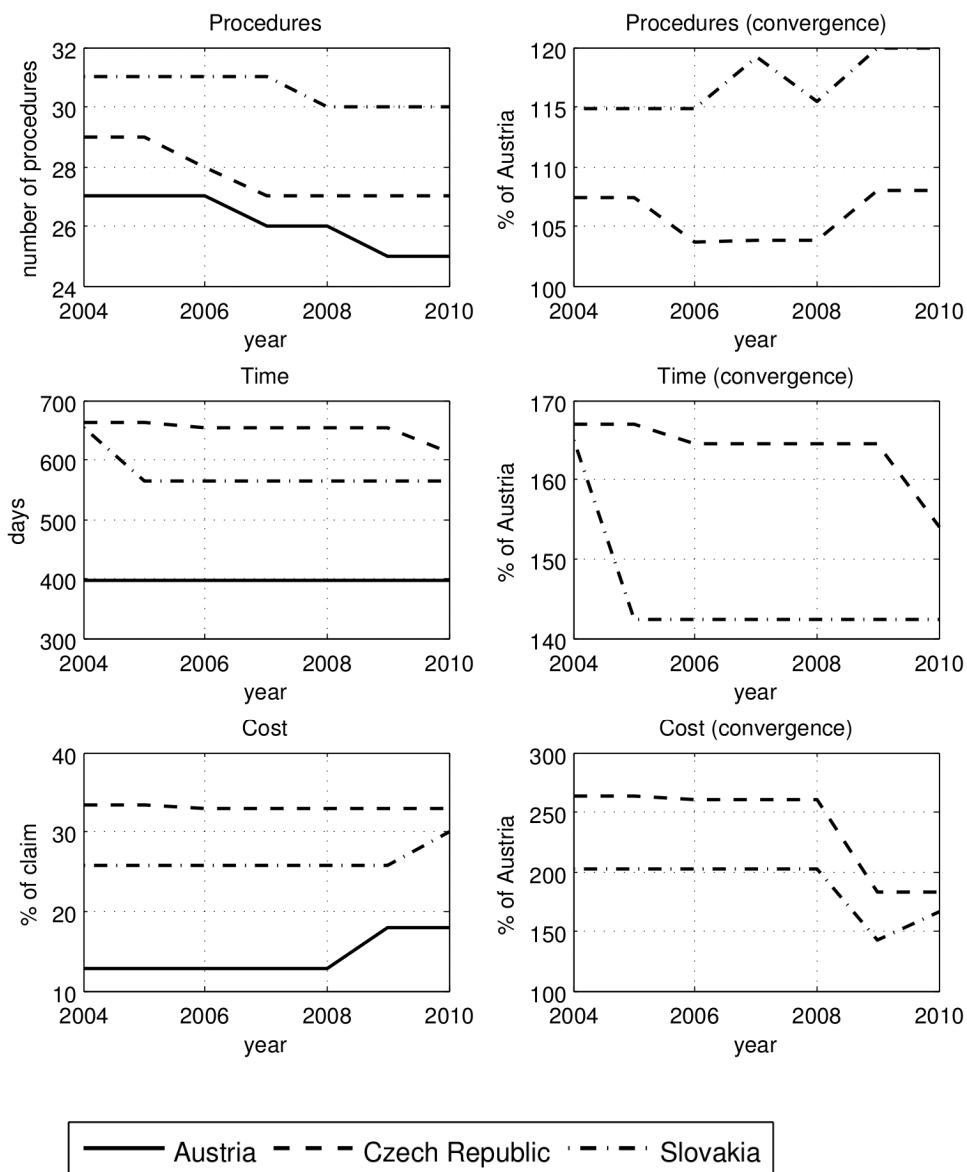 Procedures
number of procedures
32
30
28
26
24
2004 2006 2008 2010
year
Procedures (convergence)
% of Austria
120
115
110
105
100
2004 2006 2008 2010
year
Time
days
700
600
500
400
300
2004 2006 2008 2010
year
Time (convergence)
% of Austria
170
160
150
140
2004 2006 2008 2010
year
Cost
% of claim
40
30
20
10
2004 2006 2008 2010
year
Cost (convergence)
% of Austria
300
250
200
150
100
2004 2006 2008 2010
year
Austria Czech Republic Slovakia